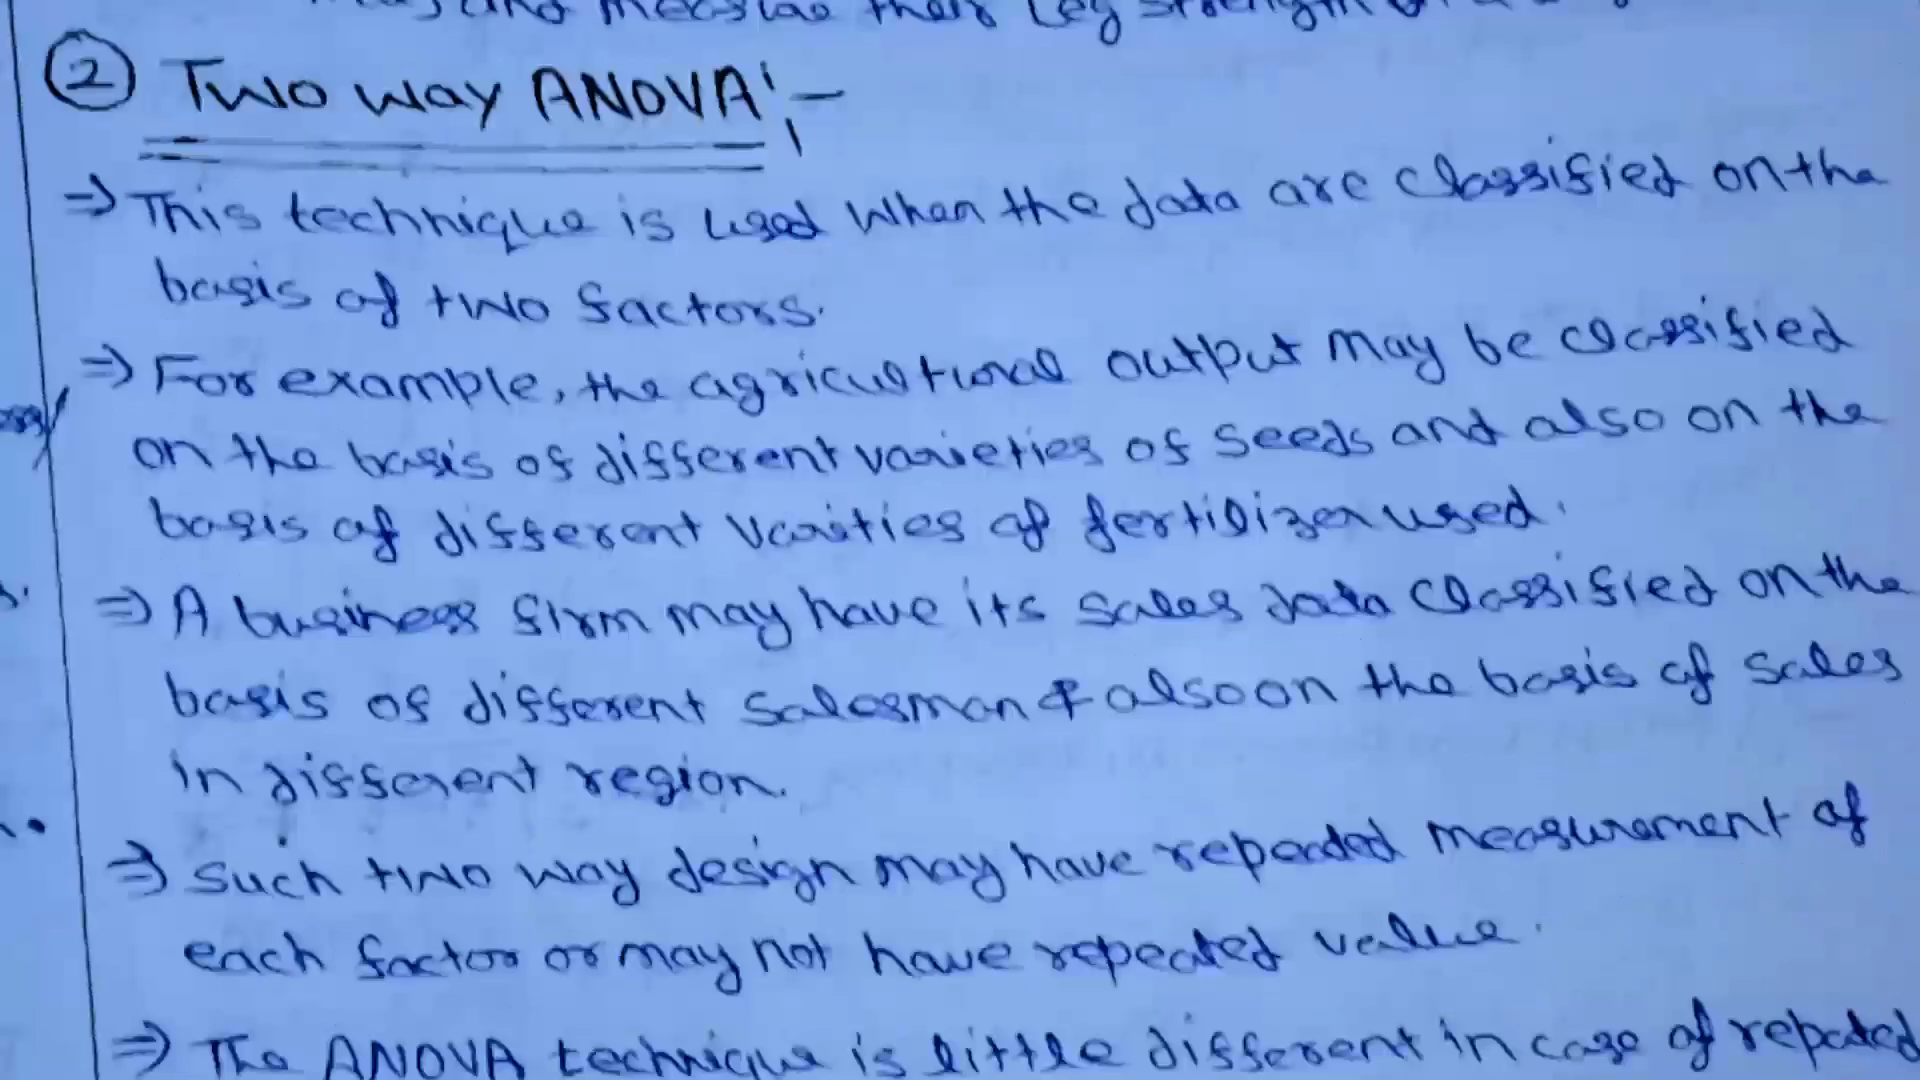 and measure their Leg strength
② Two way ANOVA:-
⇒ This technique is used when the data are classified on the
basis of two factors.
⇒ For example, the agricultural output may be classified
on the basis of different varieties of seeds and also on the
basis of different varities of fertilizer used.
⇒ A business firm may have its sales data classified on the
basis of different salesman & also on the basis of sales
in different region.
⇒ Such two way design may have repeated measurement of
each factor or may not have repeated value.
⇒ The ANOVA technique is little different in case of repeated